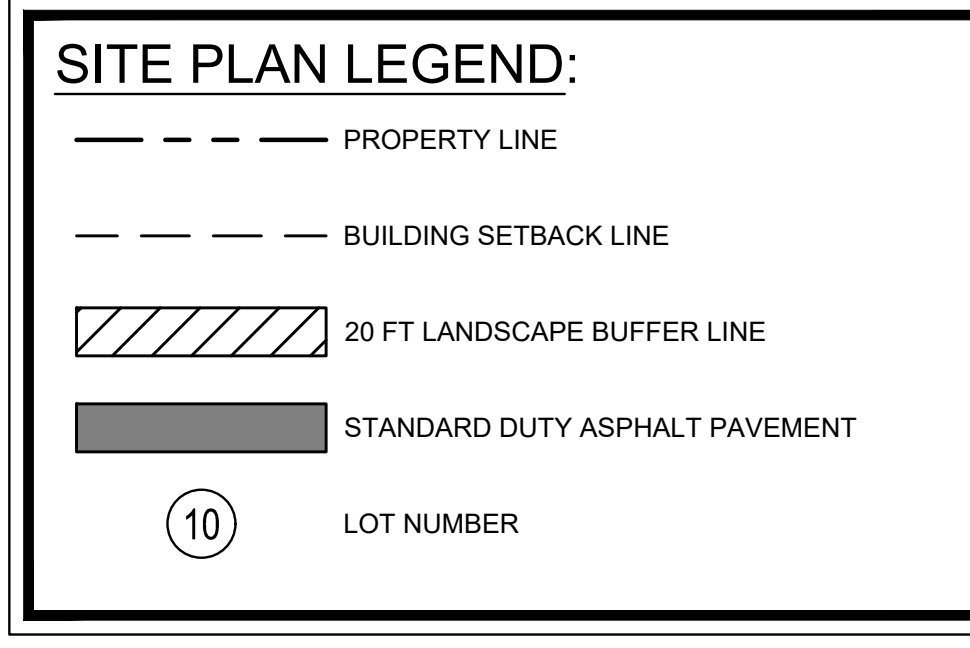 SITE PLAN LEGEND:
PROPERTY LINE
BUILDING SETBACK LINE
20 FT LANDSCAPE BUFFER LINE
STANDARD DUTY ASPHALT PAVEMENT
10 LOT NUMBER